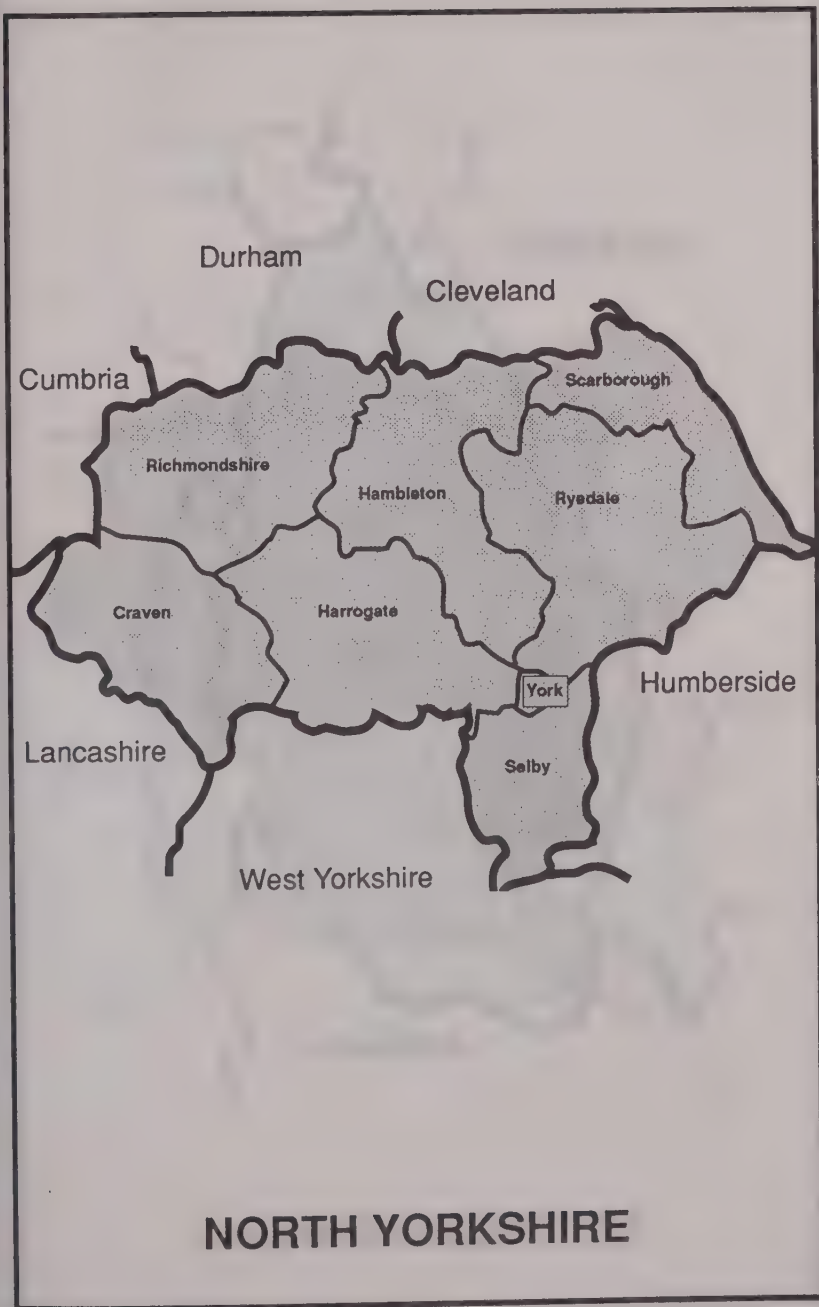 Durham
Cleveland
Cumbria
Scarborough
Richmondshire
Hambleton
Ryedale
Craven
Harrogate
York
Humberside
Lancashire
Selby
West Yorkshire
NORTH YORKSHIRE